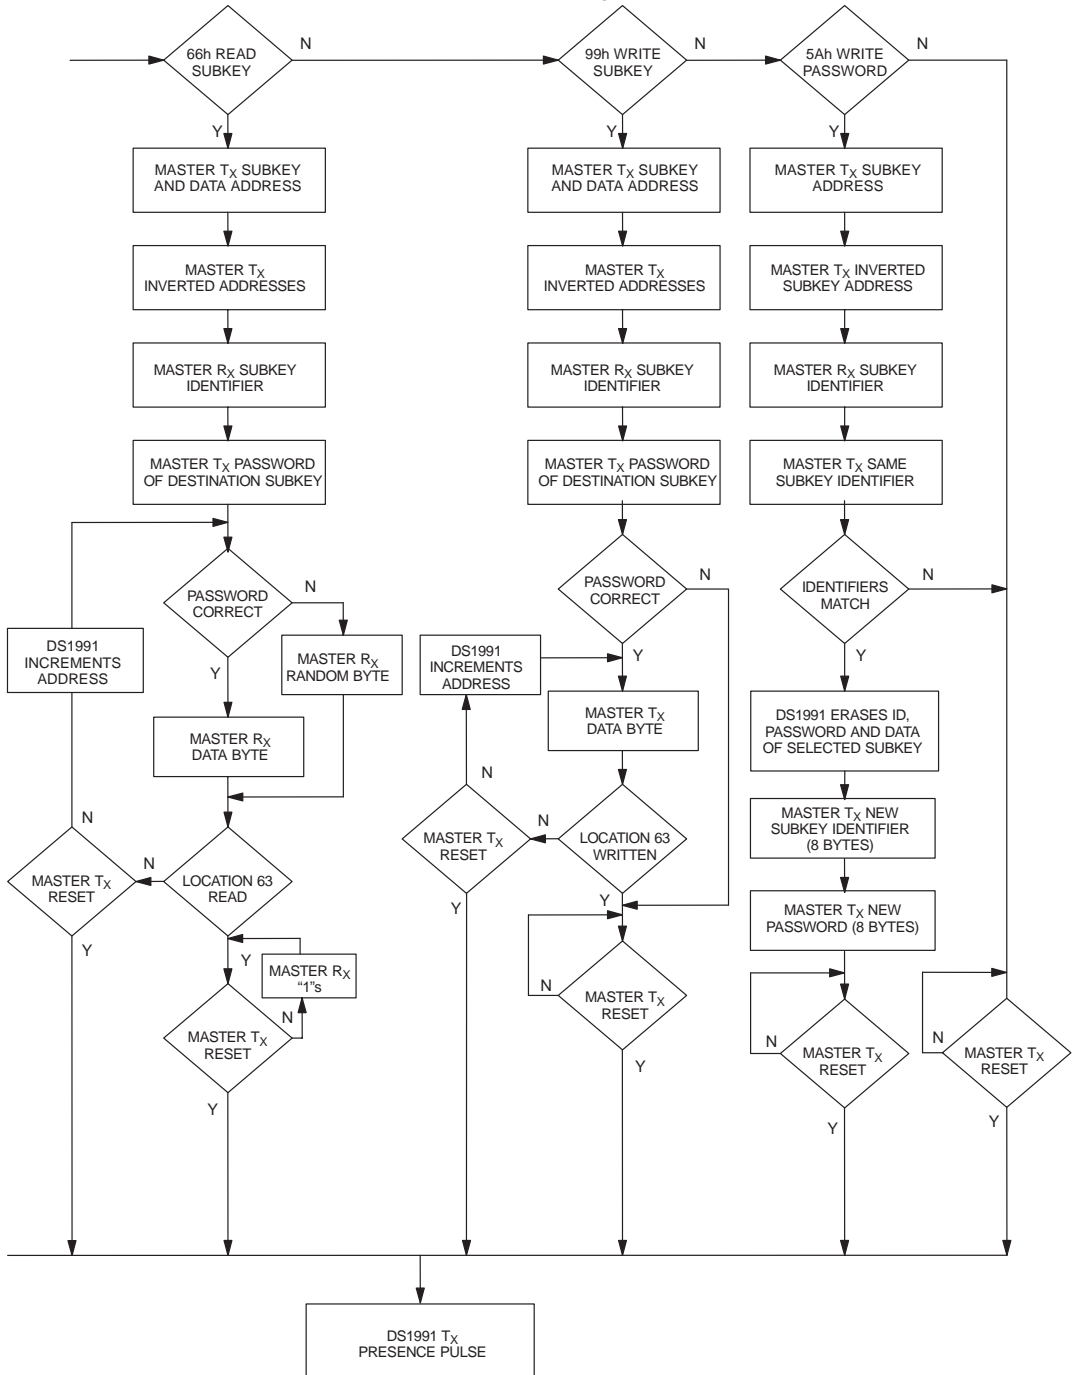 66h READ
SUBKEY
N
99h WRITE
SUBKEY
N
5Ah WRITE
PASSWORD
N
Y
Y
Y
MASTER TX SUBKEY
AND DATA ADDRESS
MASTER TX SUBKEY
AND DATA ADDRESS
MASTER TX SUBKEY
ADDRESS
MASTER TX
INVERTED ADDRESSES
MASTER TX
INVERTED ADDRESSES
MASTER TX INVERTED
SUBKEY ADDRESS
MASTER RX SUBKEY
IDENTIFIER
MASTER RX SUBKEY
IDENTIFIER
MASTER RX SUBKEY
IDENTIFIER
MASTER TX PASSWORD
OF DESTINATION SUBKEY
MASTER TX PASSWORD
OF DESTINATION SUBKEY
MASTER TX SAME
SUBKEY IDENTIFIER
PASSWORD
CORRECT
N
Y
PASSWORD
CORRECT
N
Y
IDENTIFIERS
MATCH
N
Y
DS1991
INCREMENTS
ADDRESS
MASTER RX
RANDOM BYTE
DS1991
INCREMENTS
ADDRESS
MASTER RX
DATA BYTE
MASTER TX
DATA BYTE
DS1991 ERASES ID,
PASSWORD AND DATA
OF SELECTED SUBKEY
N
N
MASTER TX NEW
SUBKEY IDENTIFIER
(8 BYTES)
MASTER TX
RESET
N
LOCATION 63
READ
MASTER TX
RESET
N
LOCATION 63
WRITTEN
MASTER TX NEW
PASSWORD (8 BYTES)
Y
Y
Y
Y
MASTER RX
"1"s
N
MASTER TX
RESET
Y
N
MASTER TX
RESET
Y
N
MASTER TX
RESET
Y
N
MASTER TX
RESET
Y
DS1991 TX
PRESENCE PULSE